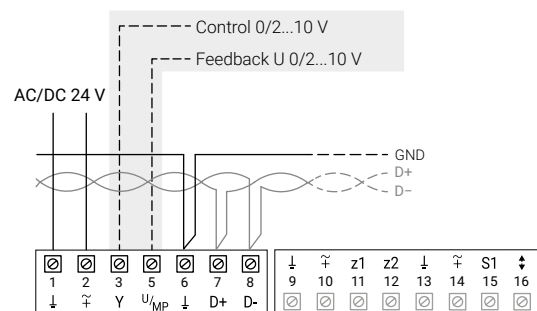 Control 0/2...10 V
Feedback U 0/2...10 V
AC/DC 24 V
GND
D+
D−
1 2 3 5 6 7 8
⏚ ≂ Y U/MP ⏚ D+ D-
⏚ ≂ z1 z2 ⏚ ≂ S1 ⬍
9 10 11 12 13 14 15 16